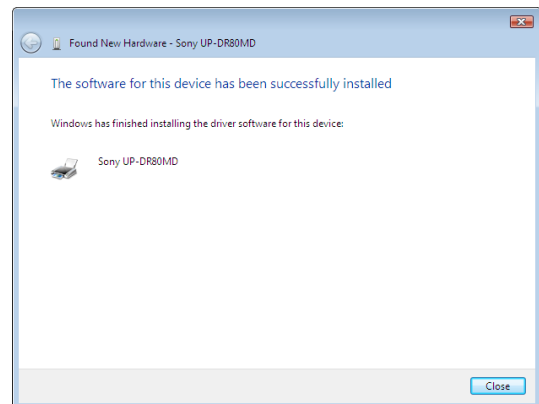 Found New Hardware - Sony UP-DR80MD
The software for this device has been successfully installed
Windows has finished installing the driver software for this device:
Sony UP-DR80MD
Close